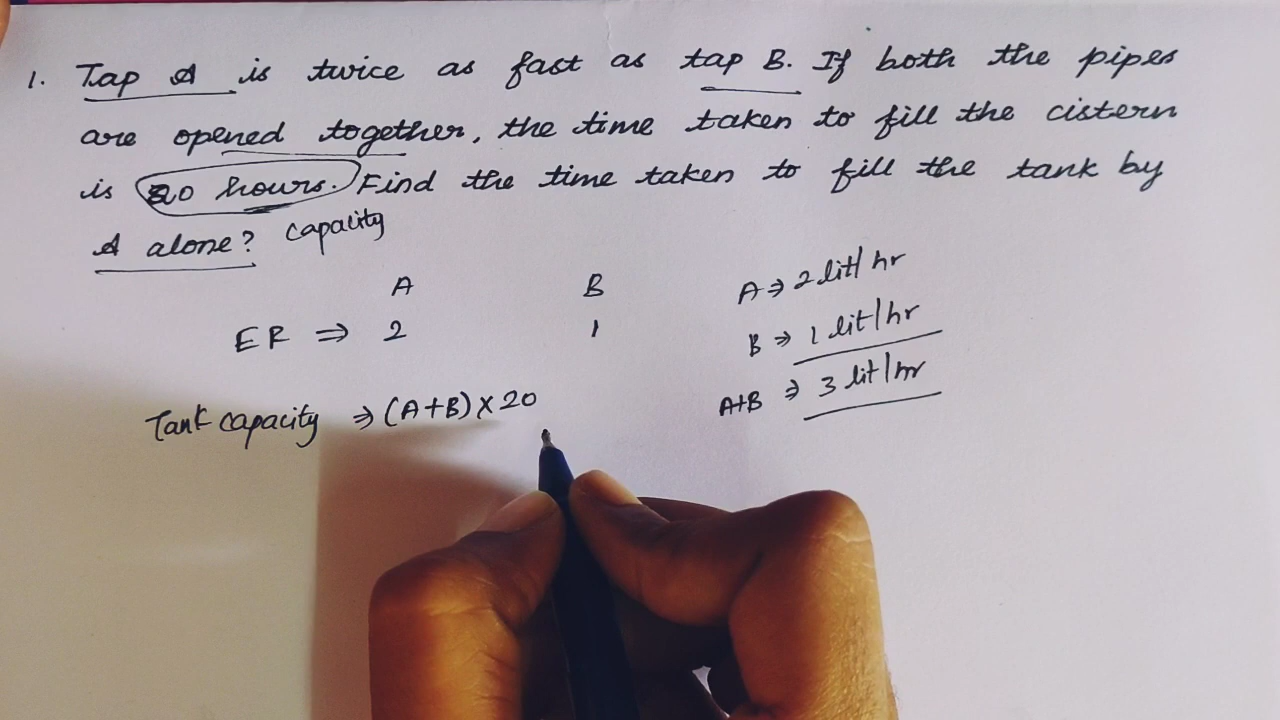 1. Tap A is twice as fast as tap B. If both the pipes
are opened together, the time taken to fill the cistern
is 20 hours. Find the time taken to fill the tank by
A alone? Capacity
A B
ER ⇒ 2 1
Tank capacity ⇒ (A+B) X 20
A ⇒ 2 lit/hr
B ⇒ 1 lit/hr
A+B ⇒ 3 lit/hr